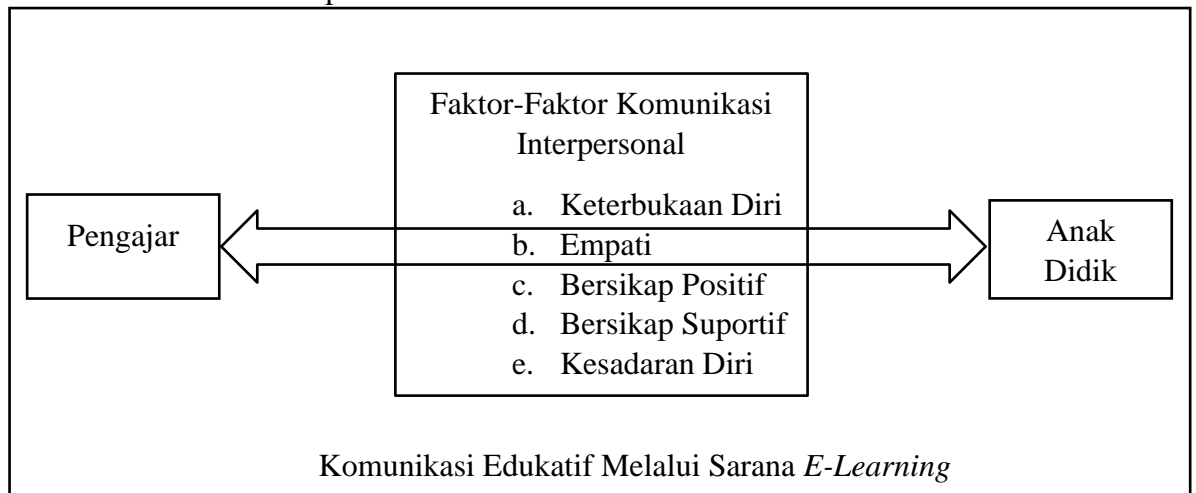 Faktor-Faktor Komunikasi
Interpersonal
Pengajar
a. Keterbukaan Diri
b. Empati
c. Bersikap Positif
d. Bersikap Suportif
e. Kesadaran Diri
Anak
Didik
Komunikasi Edukatif Melalui Sarana E-Learning